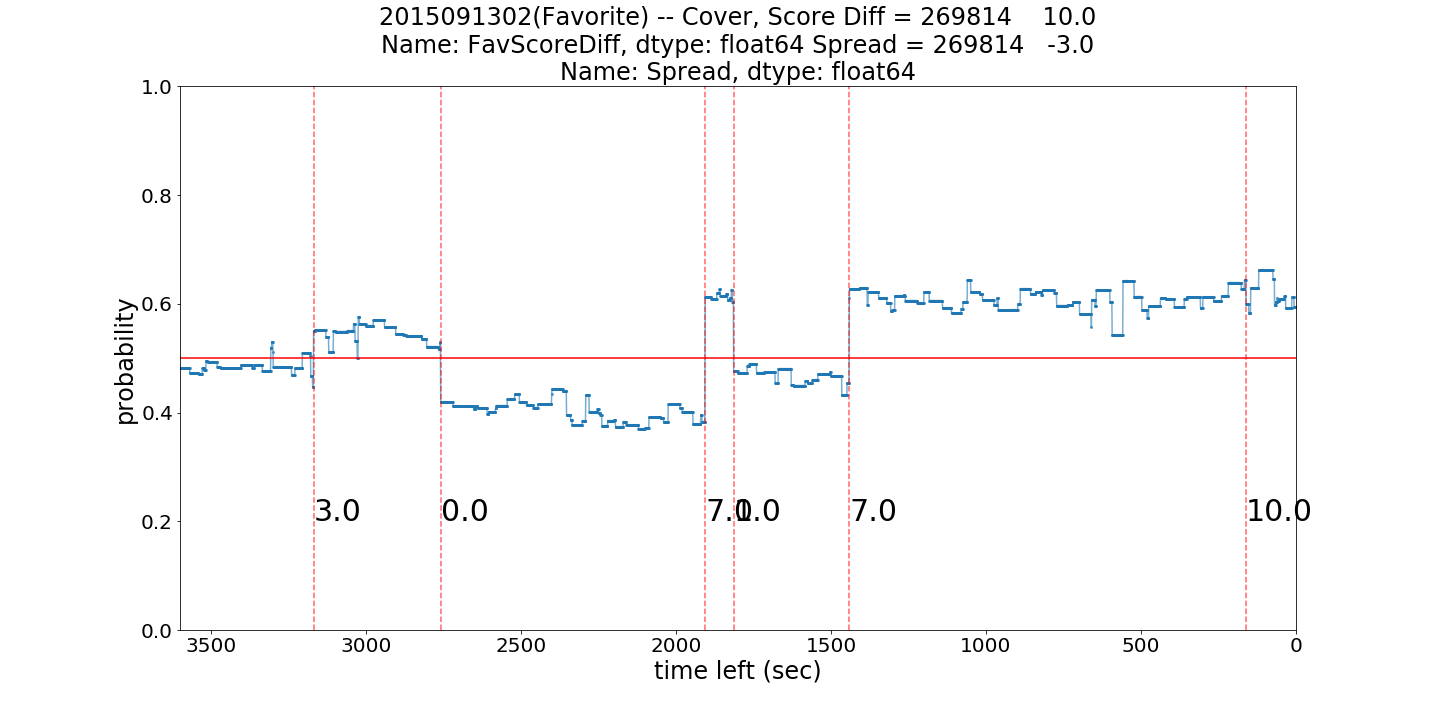 2015091302(Favorite) -- Cover, Score Diff = 269814    10.0
Name: FavScoreDiff, dtype: float64 Spread = 269814   -3.0
Name: Spread, dtype: float64
1.0
0.8
0.6
0.4
0.2
0.0
probability
3.0 0.0 7.0 1.0 7.0 10.0
3500 3000 2500 2000 1500 1000 500 0
time left (sec)